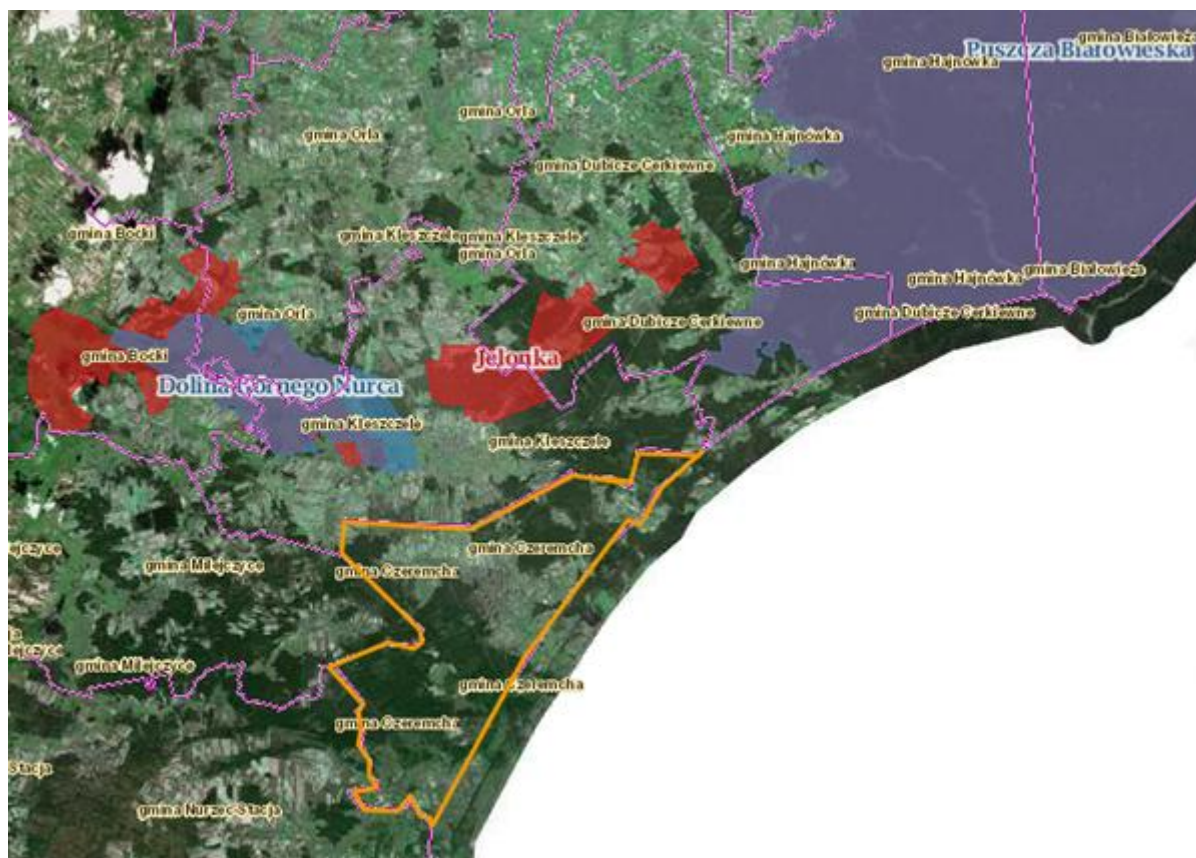 gmina Białowieża
Puszcza Białowieska
gmina Hajnówka
gmina Orla
gmina Orla
gmina Hajnówka
gmina Dubicze Cerkiewne
gmina Boćki
gmina Kleszczele
gmina Kleszczele
gmina Orla
gmina Hajnówka
gmina Białowieża
gmina Hajnówka
gmina Orla
gmina Dubicze Cerkiewne
gmina Dubicze Cerkiewne
gmina Boćki
Jelonka
Dolina Górnego Nurca
gmina Kleszczele
gmina Kleszczele
gmina Czeremcha
gmina Milejczyce
gmina Czeremcha
gmina Milejczyce
gmina Czeremcha
gmina Czeremcha
Stacja
gmina Nurzec-Stacja